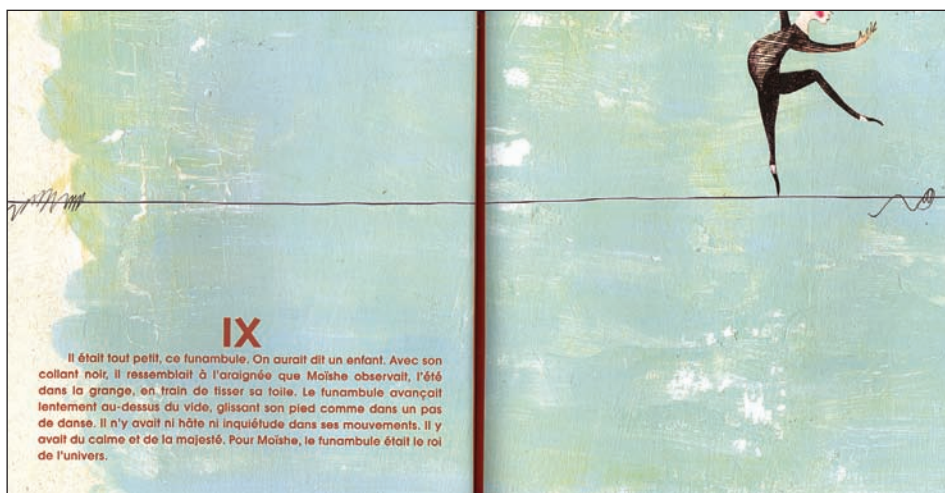 IX
Il était tout petit, ce funambule. On aurait dit un enfant. Avec son
collant noir, il ressemblait à l'araignée que Moïshe observait, l'été
dans la grange, en train de tisser sa toile. Le funambule avançait
lentement au-dessus du vide, glissant son pied comme dans un pas
de danse. Il n'y avait ni hâte ni inquiétude dans ses mouvements. Il y
avait du calme et de la majesté. Pour Moïshe, le funambule était le roi
de l'univers.